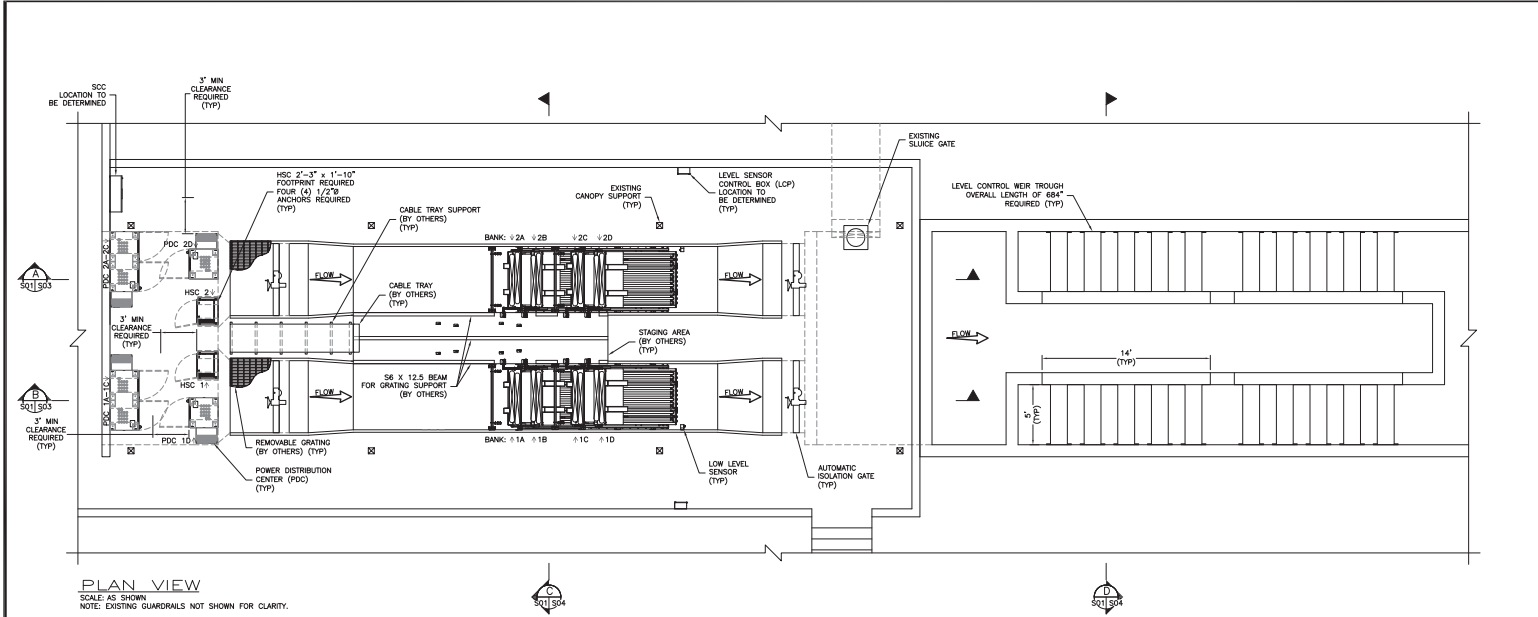 SCC
LOCATION TO
BE DETERMINED
3' MIN
CLEARANCE
REQUIRED
(TYP)
HSC 2'-3" x 1'-10"
FOOTPRINT REQUIRED
FOUR (4) 1/2"Ø
ANCHORS REQUIRED
(TYP)
CABLE TRAY SUPPORT
(BY OTHERS)
(TYP)
CABLE TRAY
(BY OTHERS)
(TYP)
EXISTING
CANOPY SUPPORT
(TYP)
LEVEL SENSOR
CONTROL BOX (LCP)
LOCATION TO
BE DETERMINED
(TYP)
EXISTING
SLUICE GATE
LEVEL CONTROL WEIR TROUGH
OVERALL LENGTH OF 684"
REQUIRED (TYP)
BANK: 2A 2B 2C 2D
PDC 2D
PDC 2A-2C
A
S01 S03
FLOW
FLOW
HSC 2
3' MIN
CLEARANCE
REQUIRED
(TYP)
STAGING AREA
(BY OTHERS)
(TYP)
FLOW
14'
S6 X 12.5 BEAM
FOR GRATING SUPPORT
(BY OTHERS)
HSC 1
PDC 1A-1C
B
S01 S03
FLOW
FLOW
5'
(TYP)
3' MIN
CLEARANCE
REQUIRED
(TYP)
PDC 1D
BANK: 1A 1B 1C 1D
REMOVABLE GRATING
(BY OTHERS) (TYP)
POWER DISTRIBUTION
CENTER (PDC)
(TYP)
LOW LEVEL
SENSOR
(TYP)
AUTOMATIC
ISOLATION GATE
(TYP)
PLAN VIEW
SCALE: AS SHOWN
NOTE: EXISTING GUARDRAILS NOT SHOWN FOR CLARITY.
C
S01 S04
D
S01 S04